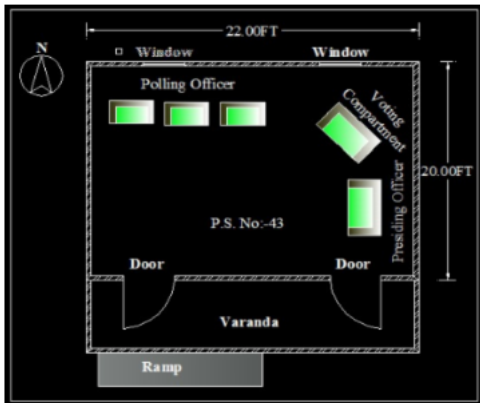 22.00FT
N
Window
Window
Polling Officer
Voting
Compartment
20.00FT
Presiding Officer
P.S. No:-43
Door
Door
Varanda
Ramp